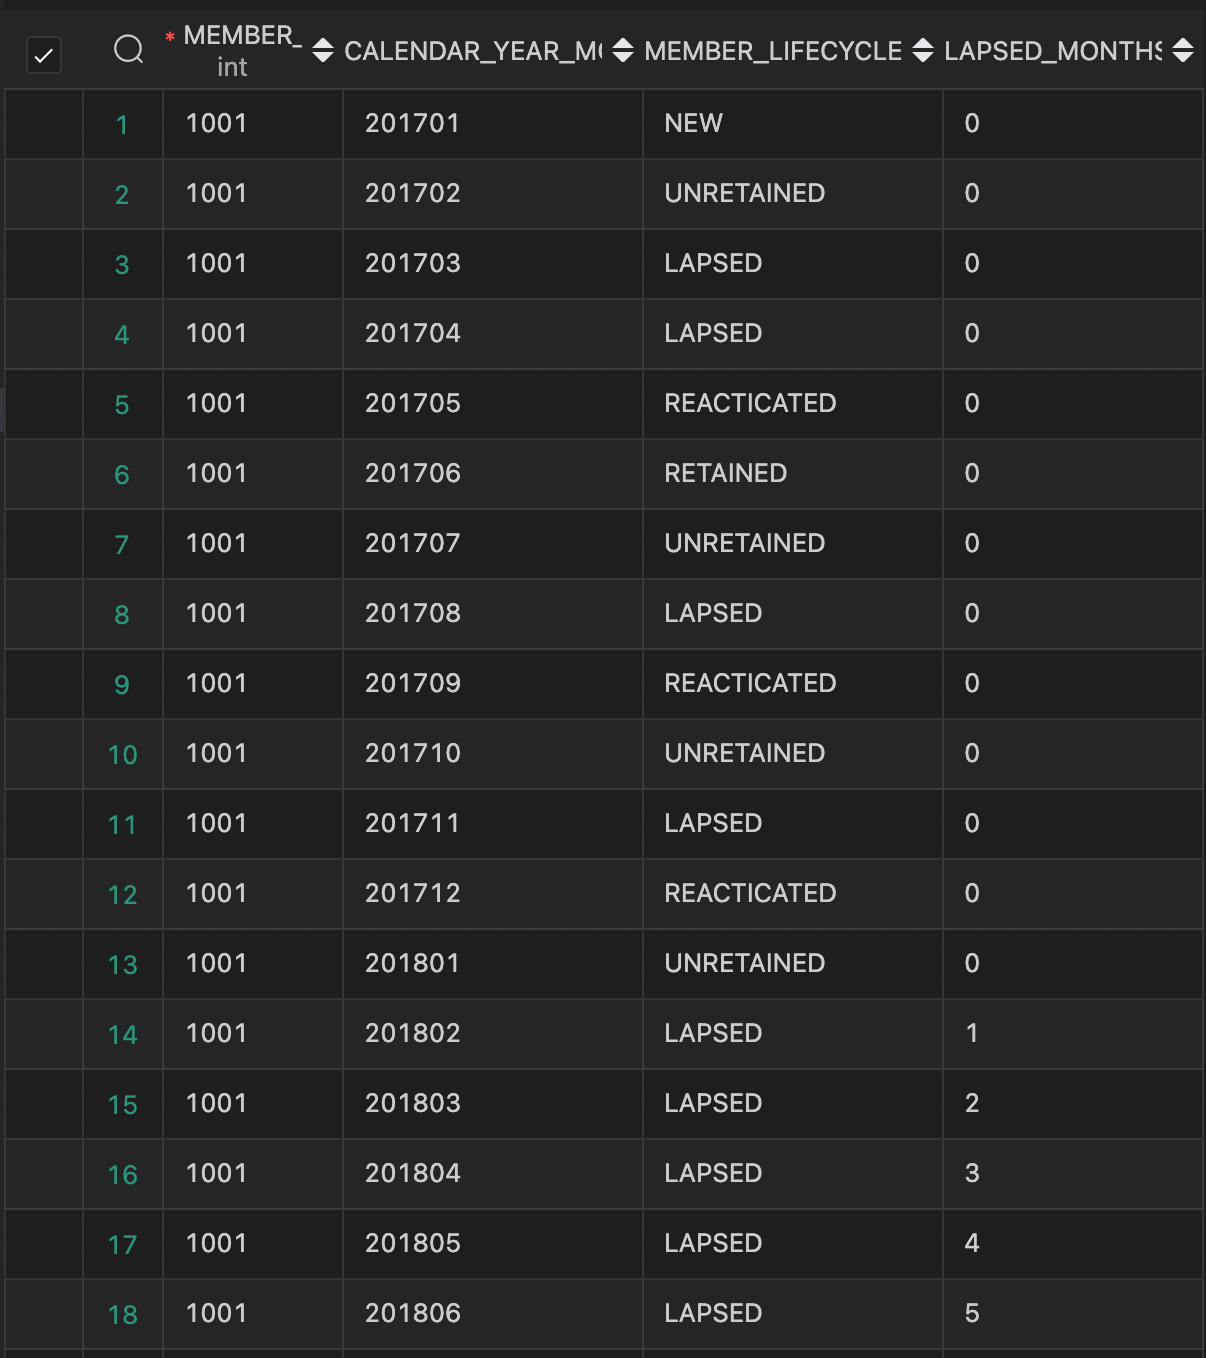 * MEMBER_ CALENDAR_YEAR_MO MEMBER_LIFECYCLE LAPSED_MONTHS
int
1 1001 201701 NEW 0
2 1001 201702 UNRETAINED 0
3 1001 201703 LAPSED 0
4 1001 201704 LAPSED 0
5 1001 201705 REACTICATED 0
6 1001 201706 RETAINED 0
7 1001 201707 UNRETAINED 0
8 1001 201708 LAPSED 0
9 1001 201709 REACTICATED 0
10 1001 201710 UNRETAINED 0
11 1001 201711 LAPSED 0
12 1001 201712 REACTICATED 0
13 1001 201801 UNRETAINED 0
14 1001 201802 LAPSED 1
15 1001 201803 LAPSED 2
16 1001 201804 LAPSED 3
17 1001 201805 LAPSED 4
18 1001 201806 LAPSED 5